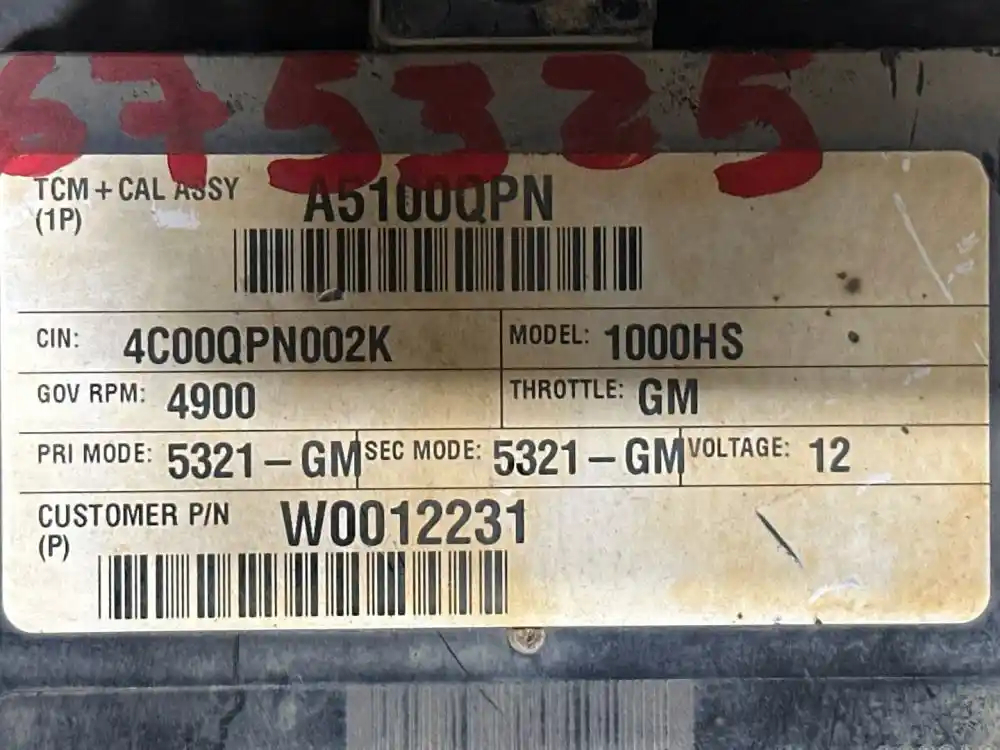 675325
TCM + CAL ASSY
(1P)
A5100QPN
CIN: 4C00QPN002K
MODEL: 1000HS
GOV RPM: 4900
THROTTLE: GM
PRI MODE: 5321-GM
SEC MODE: 5321-GM
VOLTAGE: 12
CUSTOMER P/N
(P)
W0012231